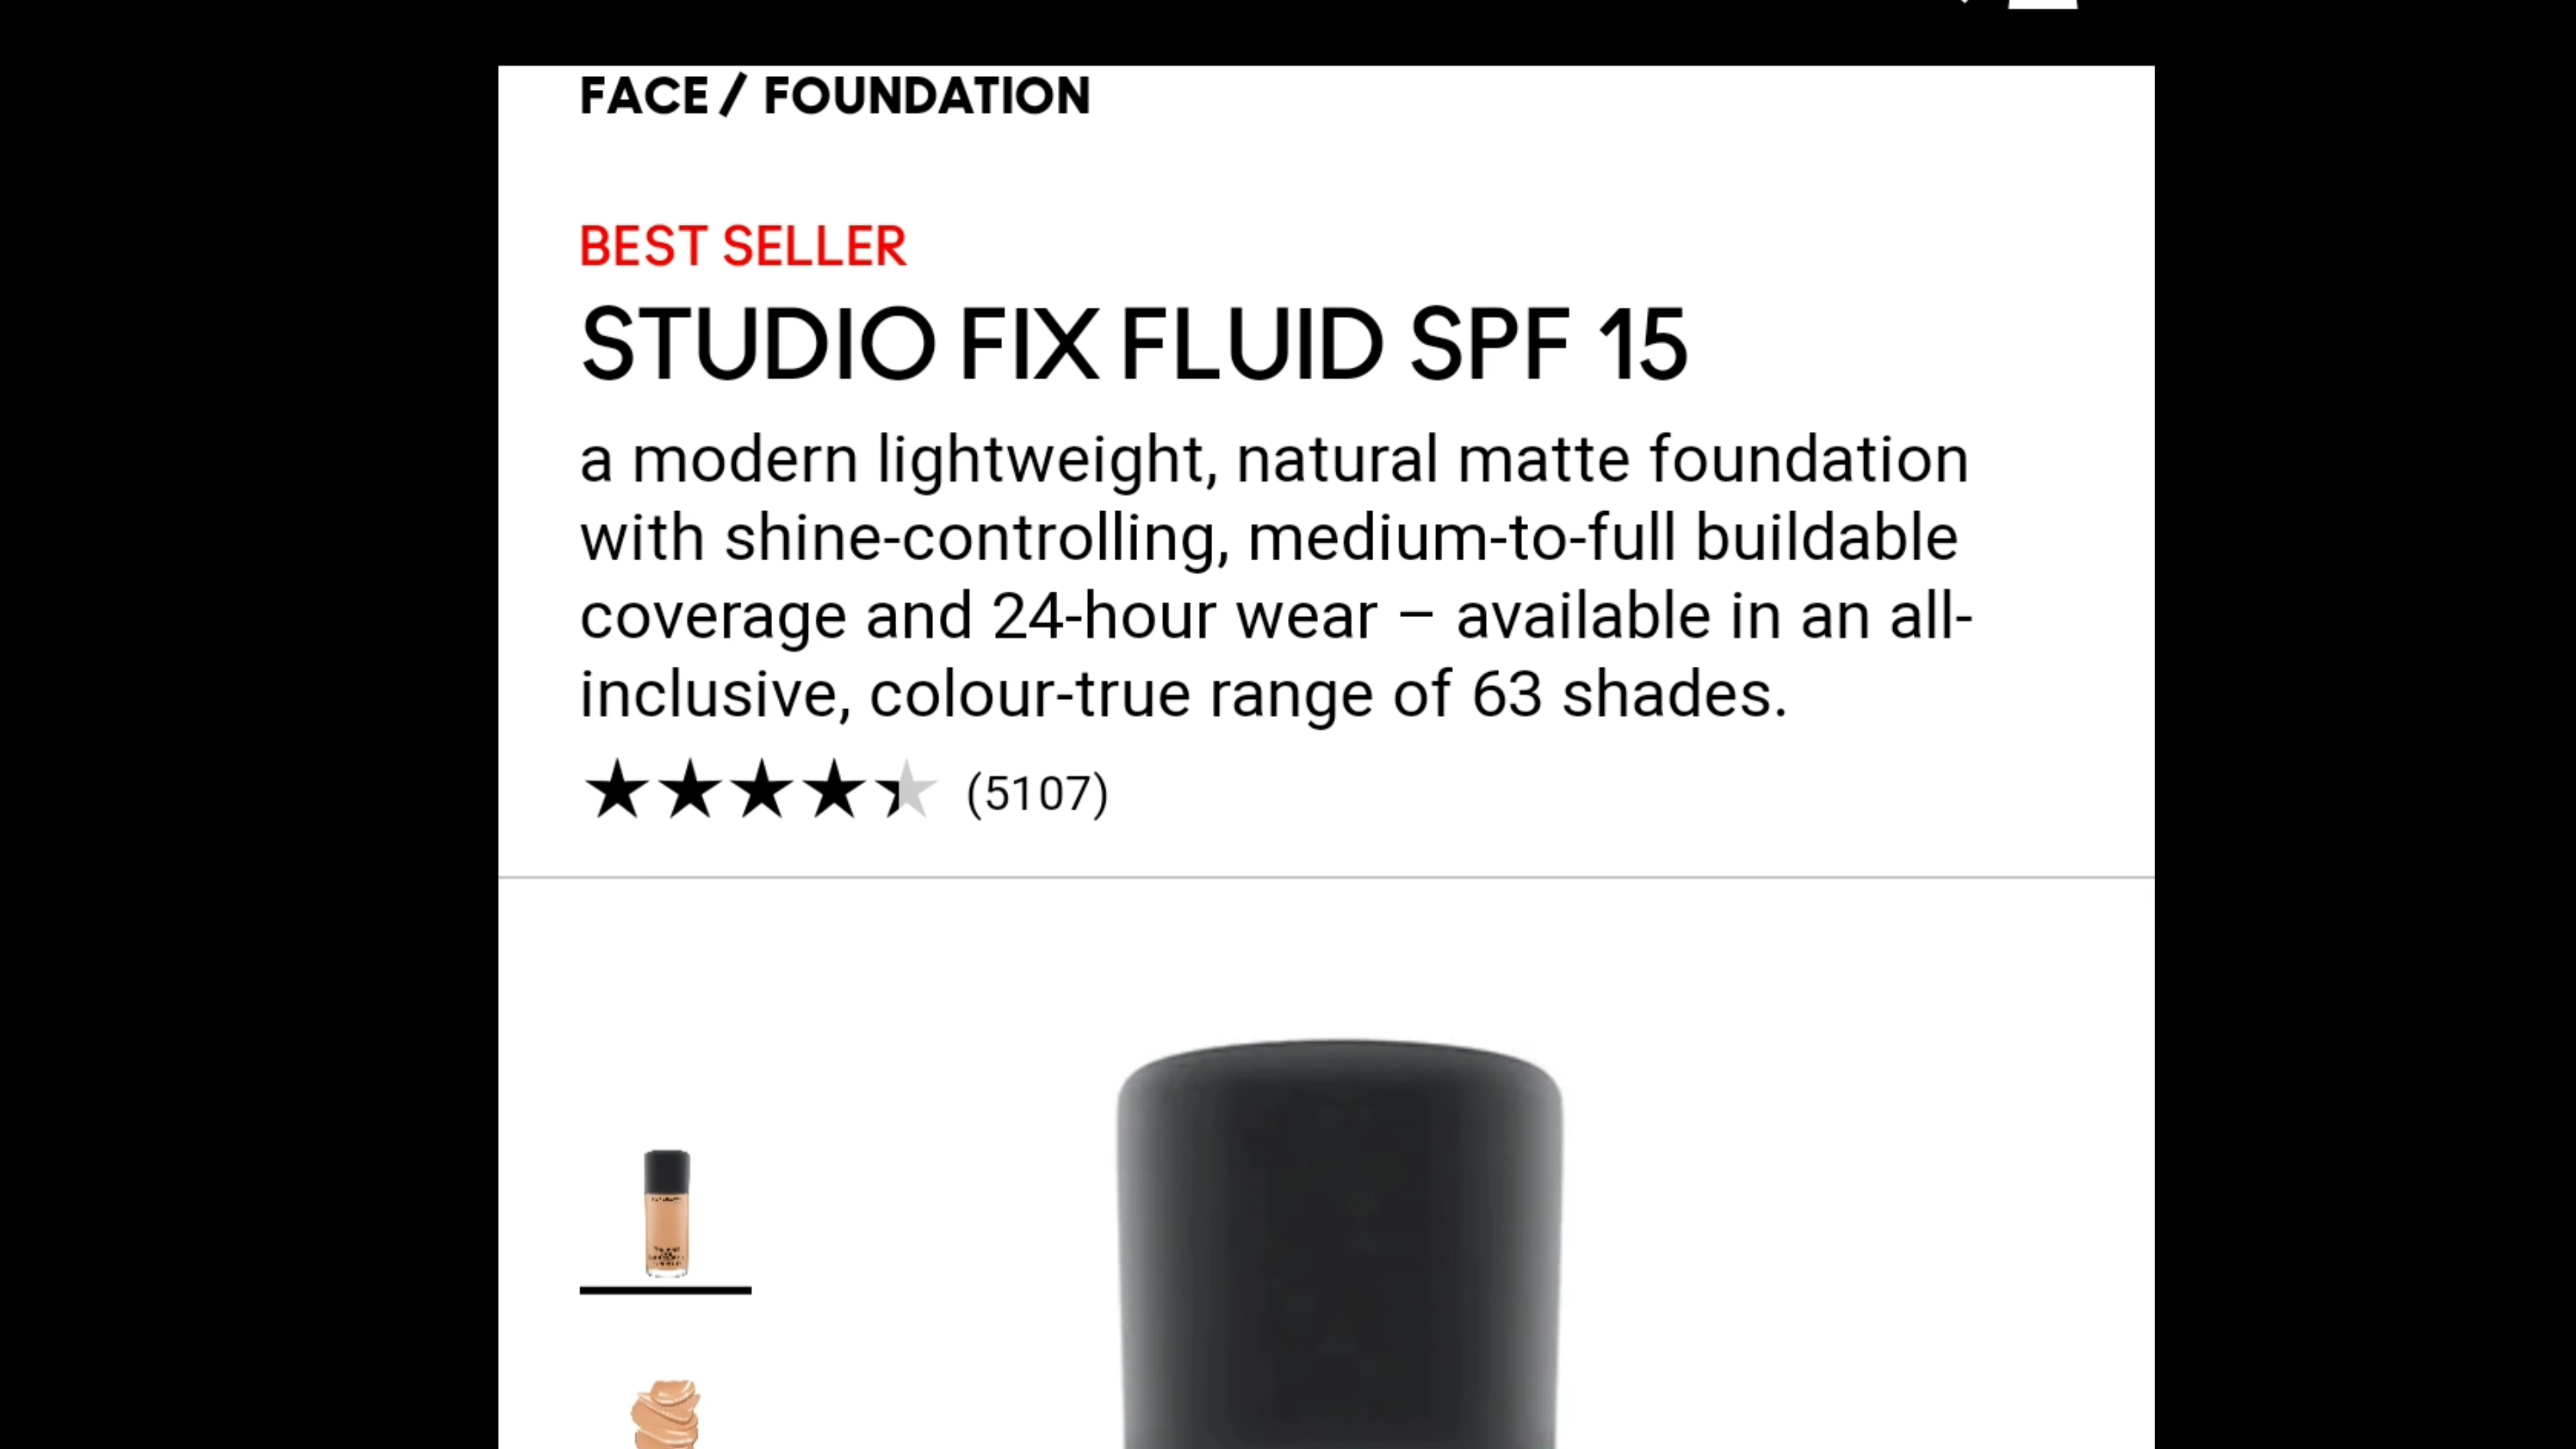 FACE / FOUNDATION
BEST SELLER
STUDIO FIX FLUID SPF 15
a modern lightweight, natural matte foundation
with shine-controlling, medium-to-full buildable
coverage and 24-hour wear – available in an all-
inclusive, colour-true range of 63 shades.
(5107)